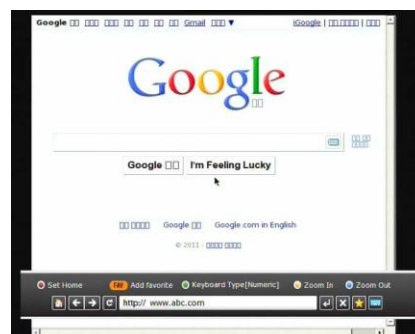 Google □□ □□□ □□□ □□ □□ □□ □□ Gmail □□□ ▼ iGoogle | □□.□□□□ | □□□
Google
□□
Google □□ I'm Feeling Lucky
□□ □□□□ Google □□ Google.com in English
© 2011 - □□□□ □□□□
Set Home FAV Add favorite Keyboard Type[Numeric] Zoom In Zoom Out
http:// www.abc.com